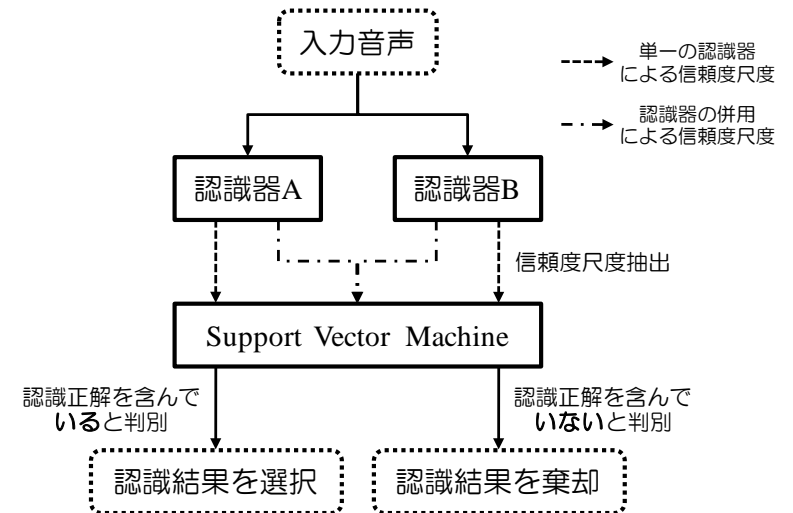 入力音声
単一の認識器
による信頼度尺度
認識器の併用
による信頼度尺度
認識器A
認識器B
信頼度尺度抽出
Support Vector Machine
認識正解を含んで
いると判別
認識正解を含んで
いないと判別
認識結果を選択
認識結果を棄却